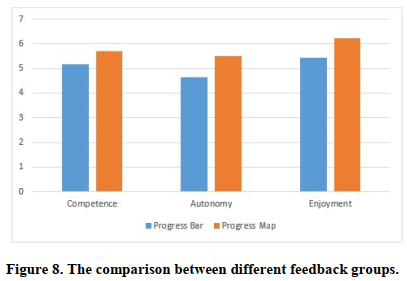 7
6
5
4
3
2
1
0
Competence Autonomy Enjoyment
Progress Bar Progress Map
Figure 8. The comparison between different feedback groups.